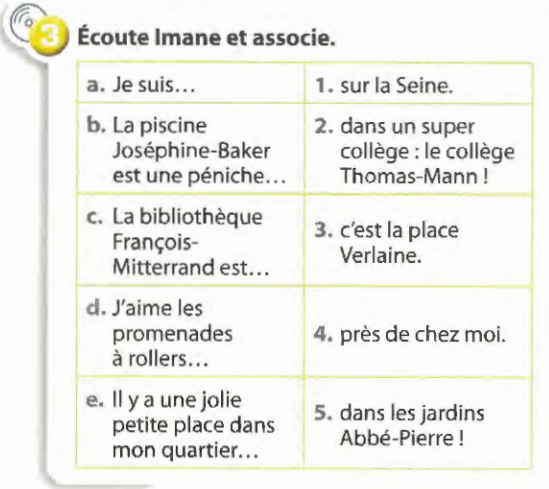 3 Écoute Imane et associe.
a. Je suis…
1. sur la Seine.
b. La piscine
Joséphine-Baker
est une péniche…
2. dans un super
collège : le collège
Thomas-Mann !
c. La bibliothèque
François-
Mitterrand est…
3. c'est la place
Verlaine.
d. J'aime les
promenades
à rollers…
4. près de chez moi.
e. Il y a une jolie
petite place dans
mon quartier…
5. dans les jardins
Abbé-Pierre !